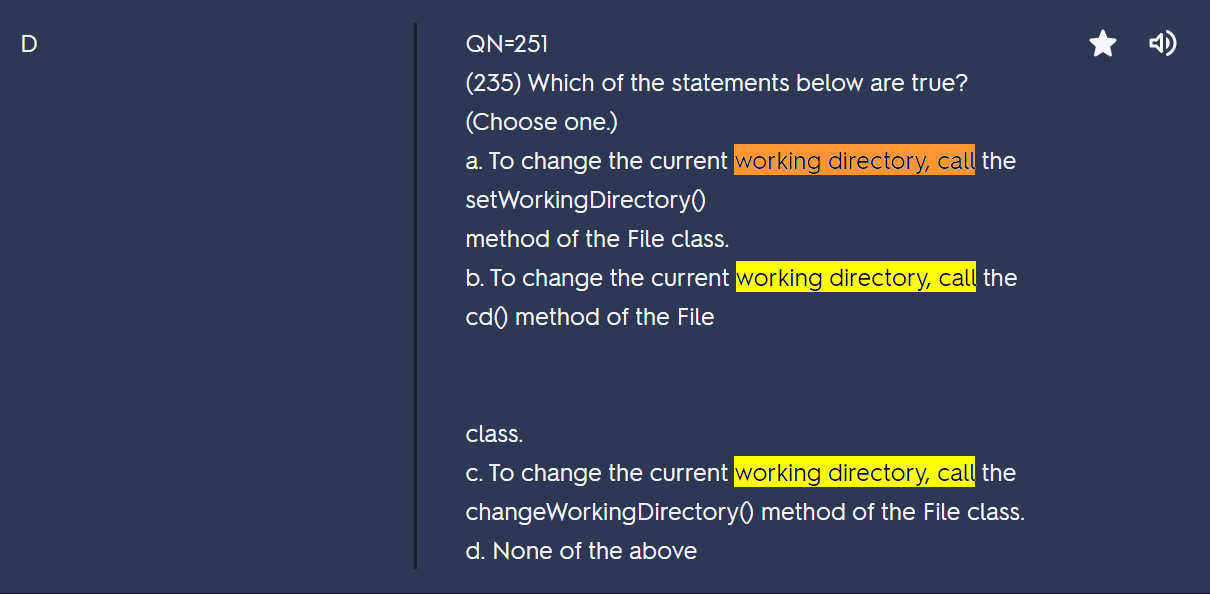 D
QN=251
(235) Which of the statements below are true?
(Choose one.)
a. To change the current working directory, call the
setWorkingDirectory()
method of the File class.
b. To change the current working directory, call the
cd() method of the File
class.
c. To change the current working directory, call the
changeWorkingDirectory() method of the File class.
d. None of the above